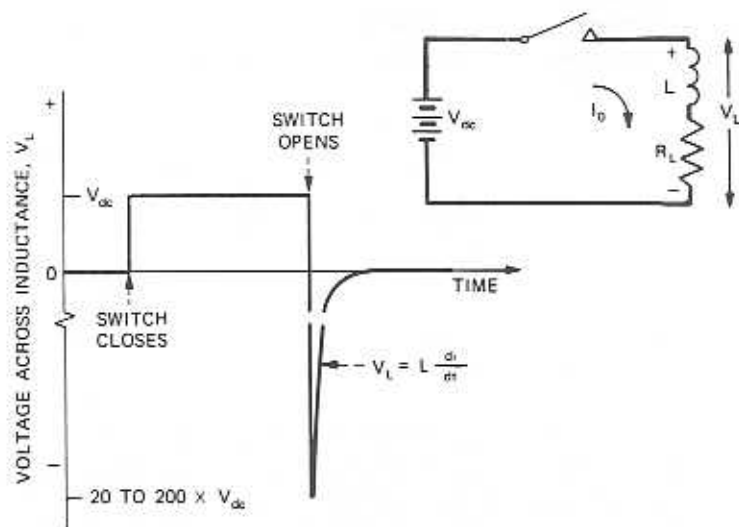 VOLTAGE ACROSS INDUCTANCE, V_L
+
V_dc
0
−
20 TO 200 × V_dc
SWITCH
CLOSES
SWITCH
OPENS
TIME
V_L = L di/dt
V_dc
I_0
+
L
R_L
−
V_L